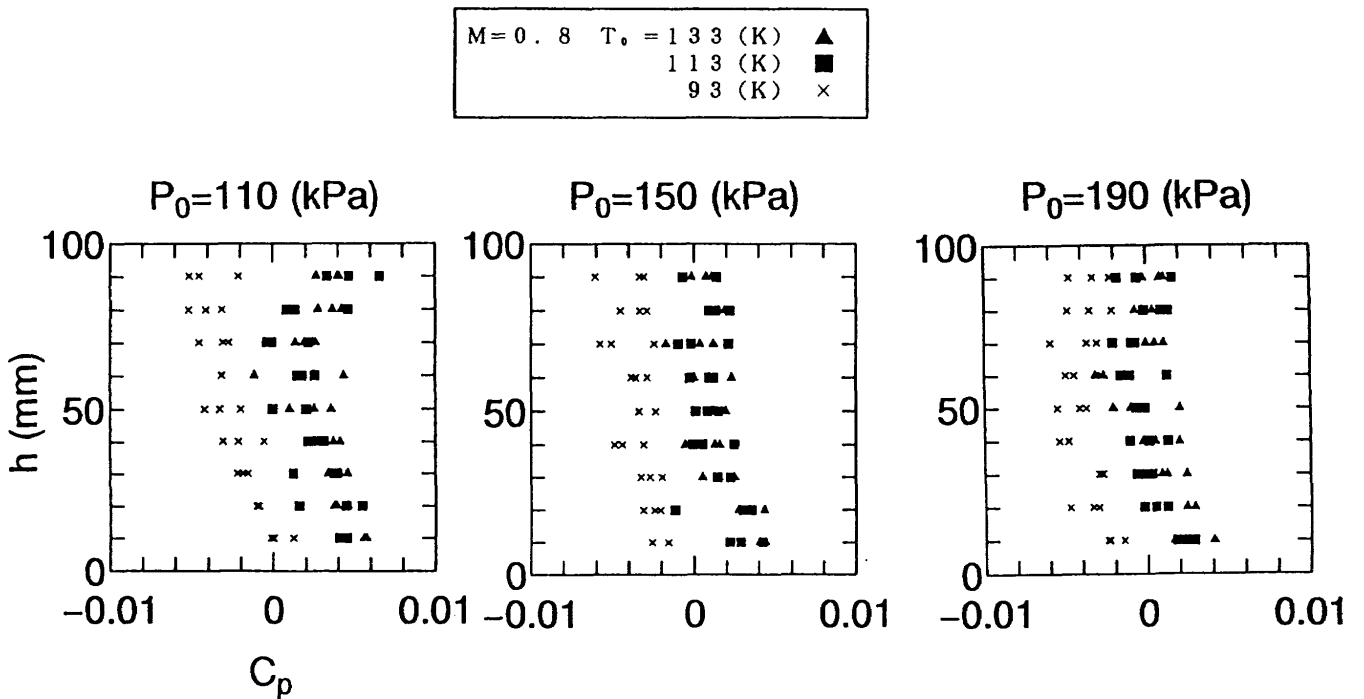 M=0.8 T₀=133(K) ▲
113(K) ■
93(K) ×
P₀=110 (kPa)
P₀=150 (kPa)
P₀=190 (kPa)
100
100
100
50
50
50
0
0
0
h (mm)
−0.01
0
0.01
−0.01
0
0.01
−0.01
0
0.01
Cₚ